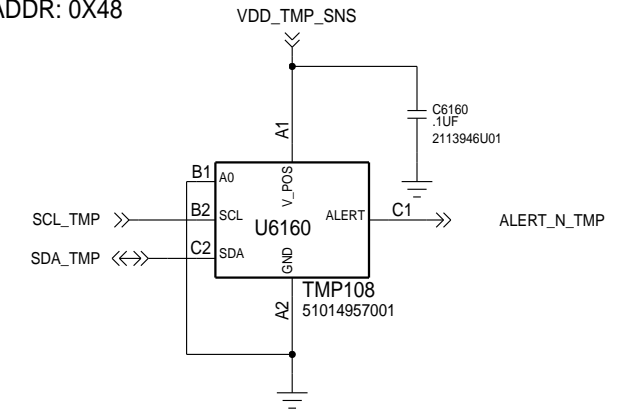 ADDR: 0X48
VDD_TMP_SNS
C6160
.1UF
2113946U01
A1
B1
A0
V_POS
SCL_TMP
B2
SCL
U6160
ALERT
C1
ALERT_N_TMP
SDA_TMP
C2
SDA
GND
A2
TMP108
51014957001